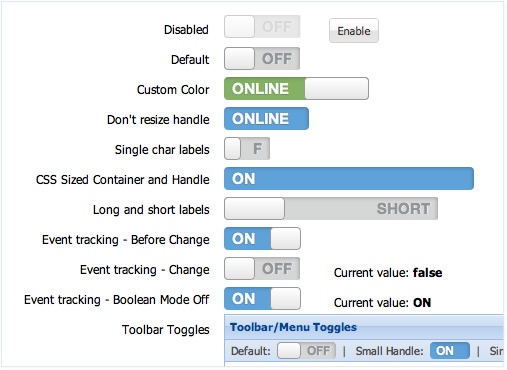 Disabled OFF Enable
Default OFF
Custom Color ONLINE
Don't resize handle ONLINE
Single char labels F
CSS Sized Container and Handle ON
Long and short labels SHORT
Event tracking - Before Change ON
Event tracking - Change OFF Current value: false
Event tracking - Boolean Mode Off ON Current value: ON
Toolbar Toggles Toolbar/Menu Toggles
Default: OFF | Small Handle: ON |